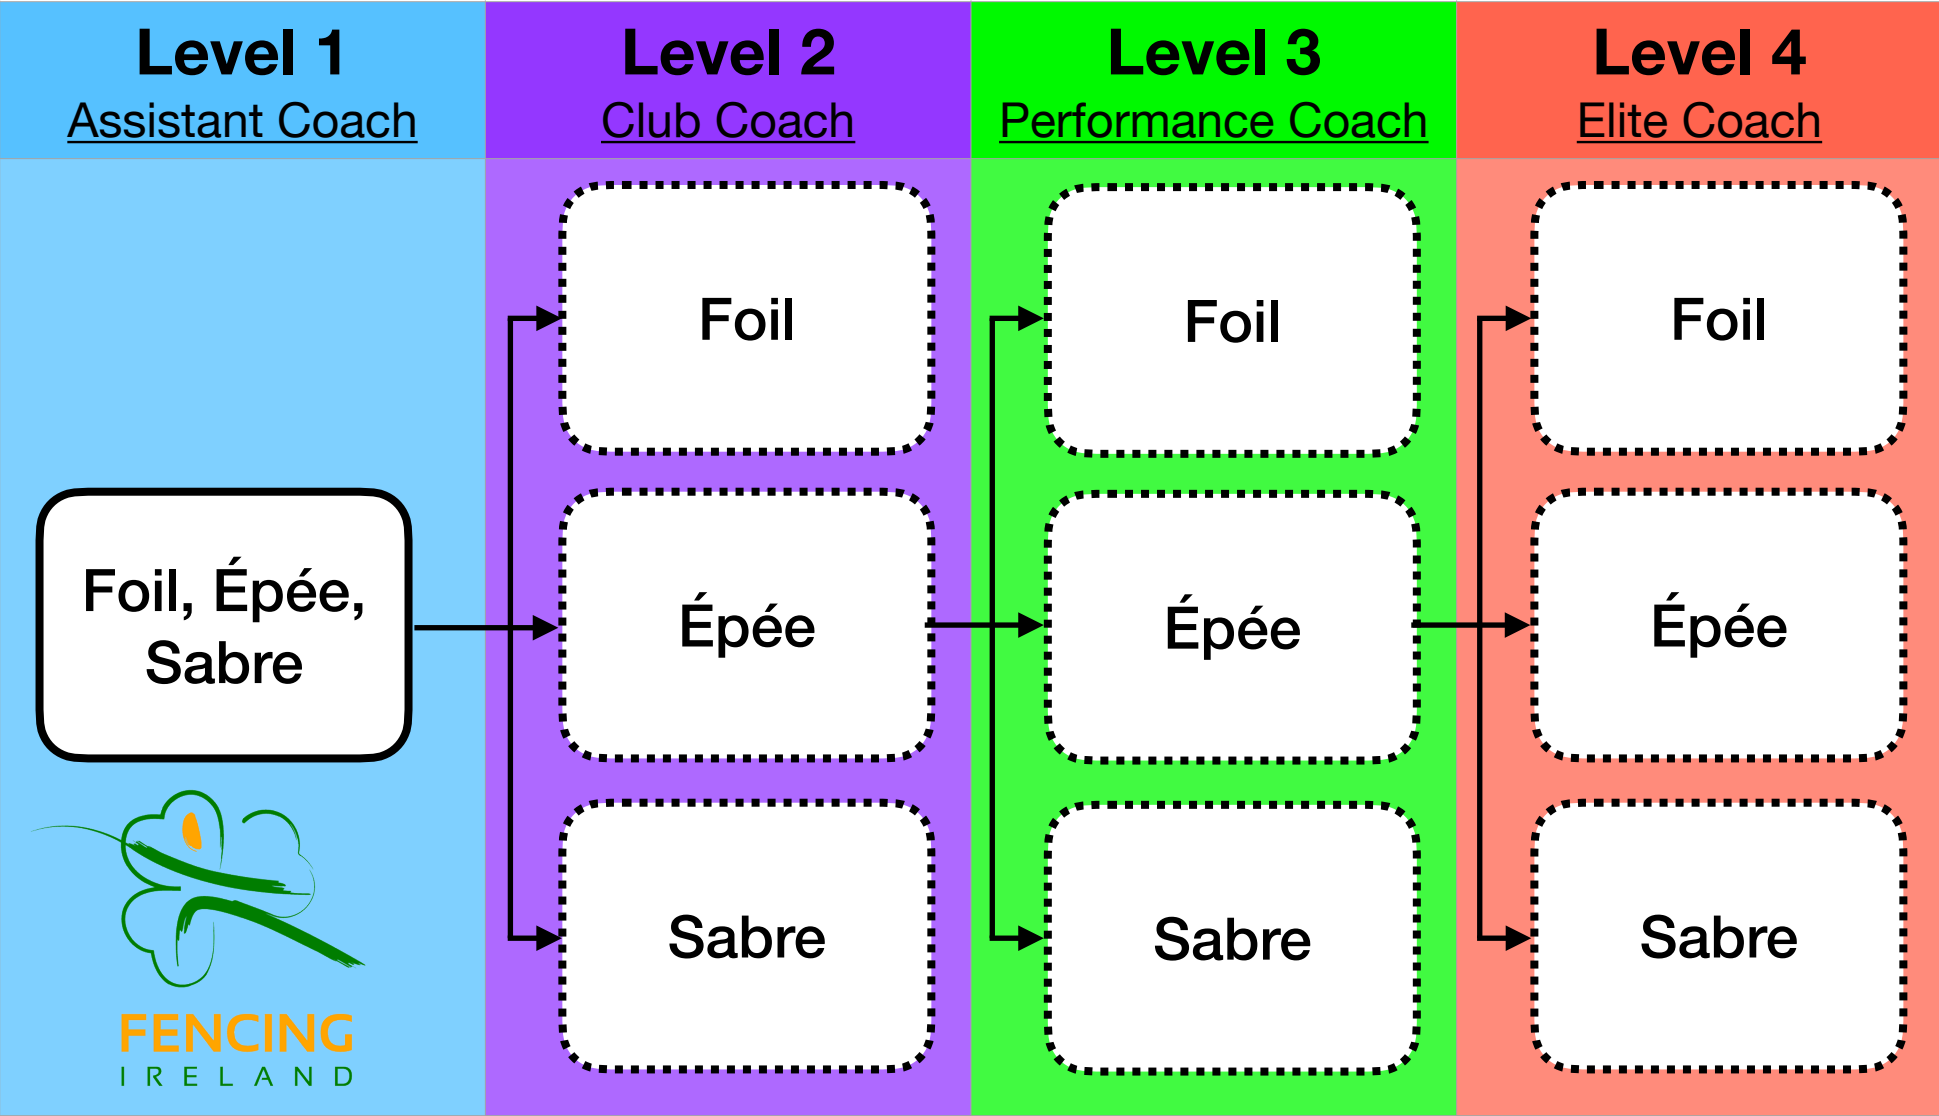 Level 1
Assistant Coach
Level 2
Club Coach
Level 3
Performance Coach
Level 4
Elite Coach
Foil, Épée,
Sabre
FENCING
IRELAND
Foil
Épée
Sabre
Foil
Épée
Sabre
Foil
Épée
Sabre